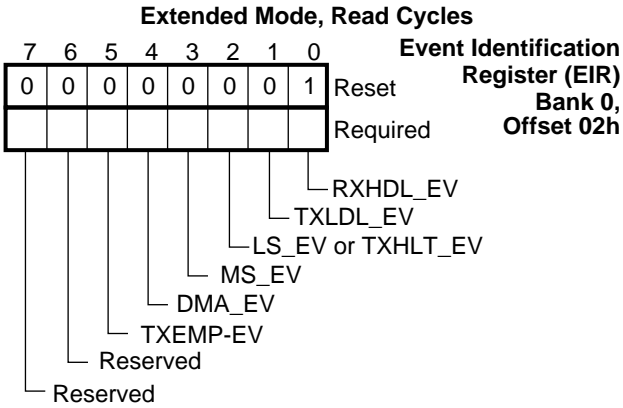 Extended Mode, Read Cycles
7 6 5 4 3 2 1 0
Event Identification
Register (EIR)
Bank 0,
Offset 02h
0 0 0 0 0 0 0 1 Reset
Required
RXHDL_EV
TXLDL_EV
LS_EV or TXHLT_EV
MS_EV
DMA_EV
TXEMP-EV
Reserved
Reserved